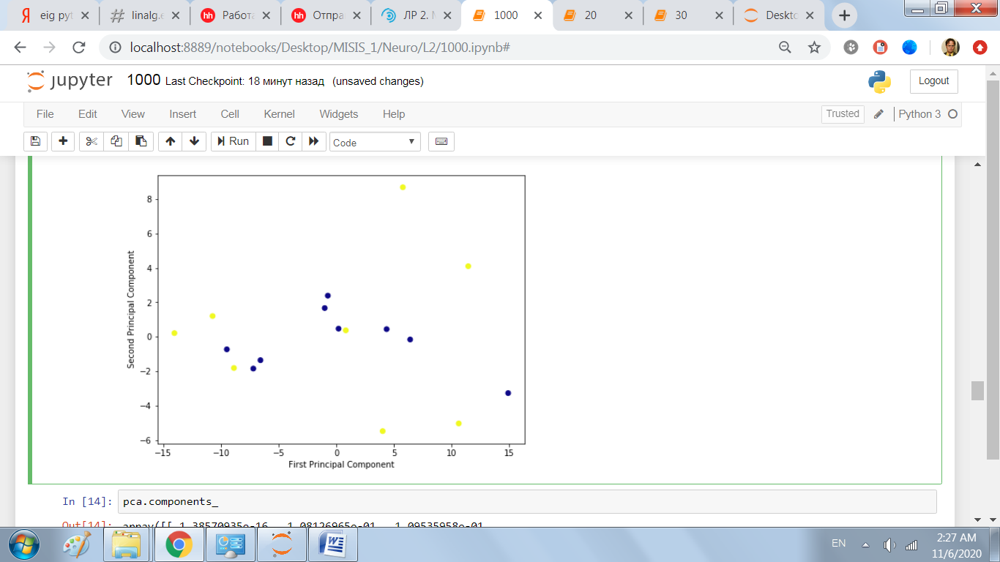 eig pyt
linalg.e
Работа
Отпра
ЛР 2. М
1000
20
30
Deskto
localhost:8889/notebooks/Desktop/MISIS_1/Neuro/L2/1000.ipynb#
jupyter 1000 Last Checkpoint: 18 минут назад (unsaved changes)
Logout
File Edit View Insert Cell Kernel Widgets Help
Trusted
Python 3
Run
Code
8
6
4
2
0
−2
−4
−6
Second Principal Component
−15 −10 −5 0 5 10 15
First Principal Component
In [14]: pca.components_
Out[14]: array([[ 1.38570935e-16, 1.08126965e-01, 1.09535958e-01,
EN
2:27 AM
11/6/2020